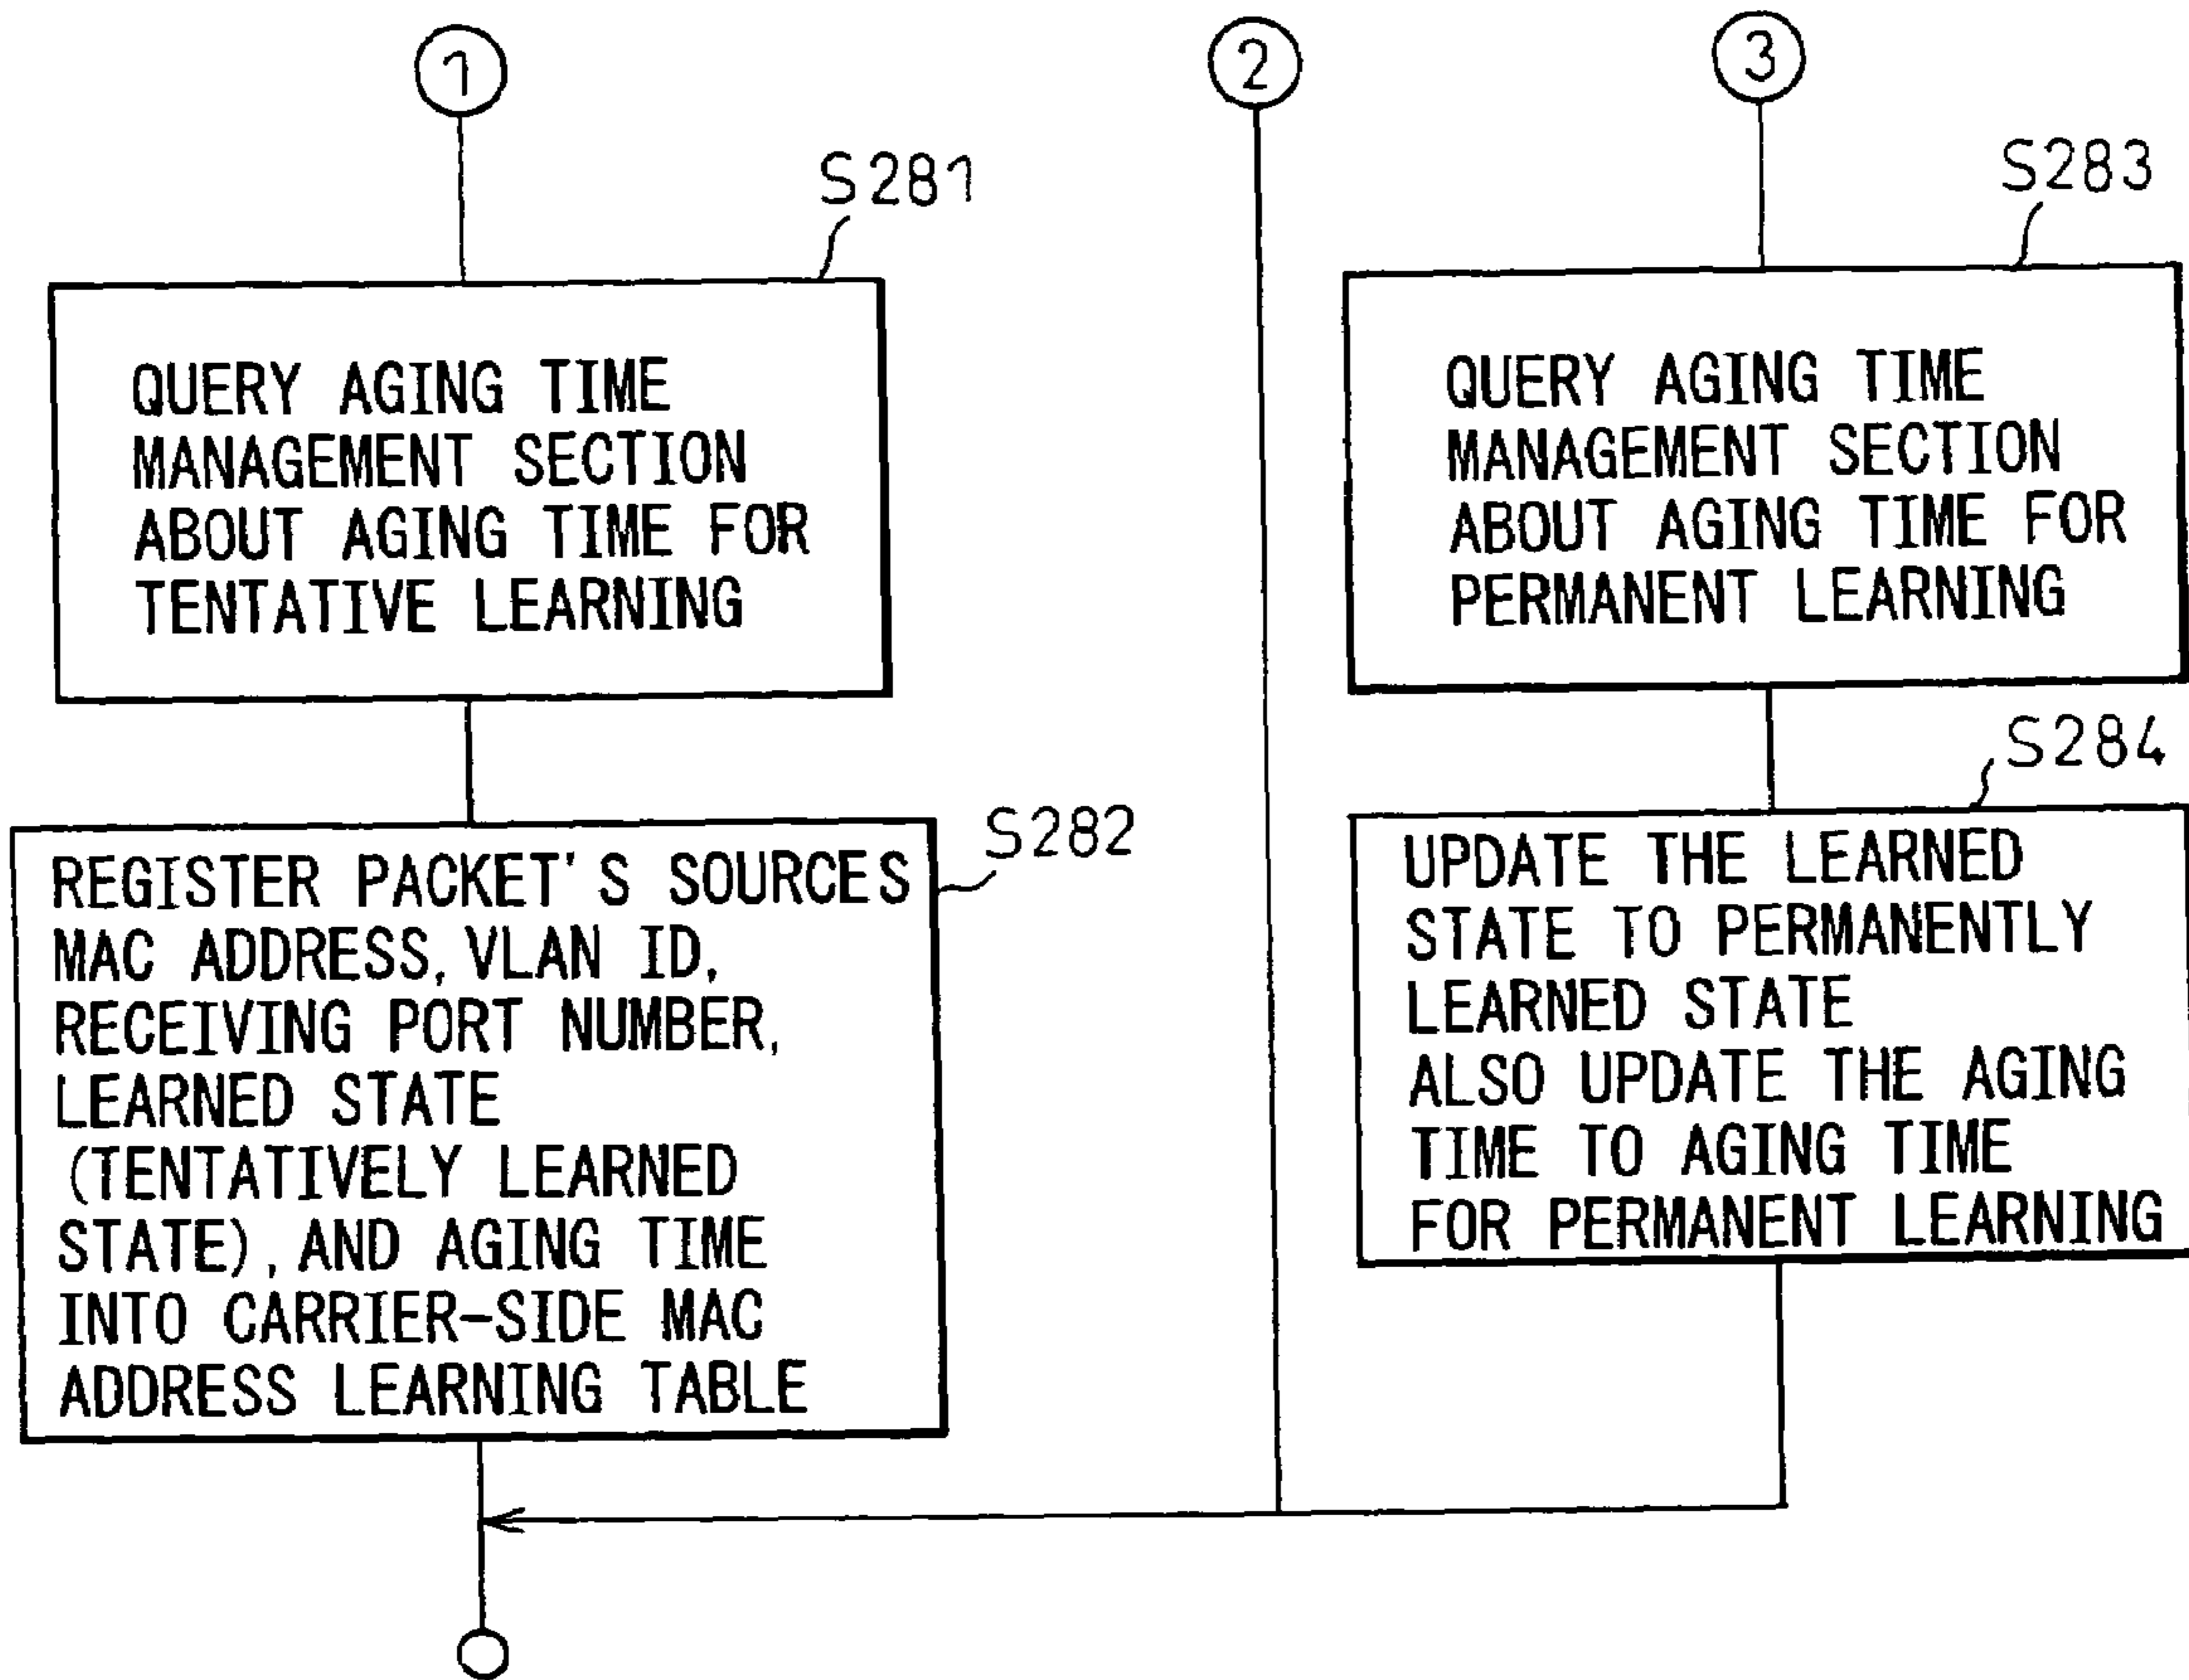 1
2
3
S281
QUERY AGING TIME
MANAGEMENT SECTION
ABOUT AGING TIME FOR
TENTATIVE LEARNING
S283
QUERY AGING TIME
MANAGEMENT SECTION
ABOUT AGING TIME FOR
PERMANENT LEARNING
S282
REGISTER PACKET'S SOURCES
MAC ADDRESS, VLAN ID,
RECEIVING PORT NUMBER,
LEARNED STATE
(TENTATIVELY LEARNED
STATE), AND AGING TIME
INTO CARRIER-SIDE MAC
ADDRESS LEARNING TABLE
S284
UPDATE THE LEARNED
STATE TO PERMANENTLY
LEARNED STATE
ALSO UPDATE THE AGING
TIME TO AGING TIME
FOR PERMANENT LEARNING